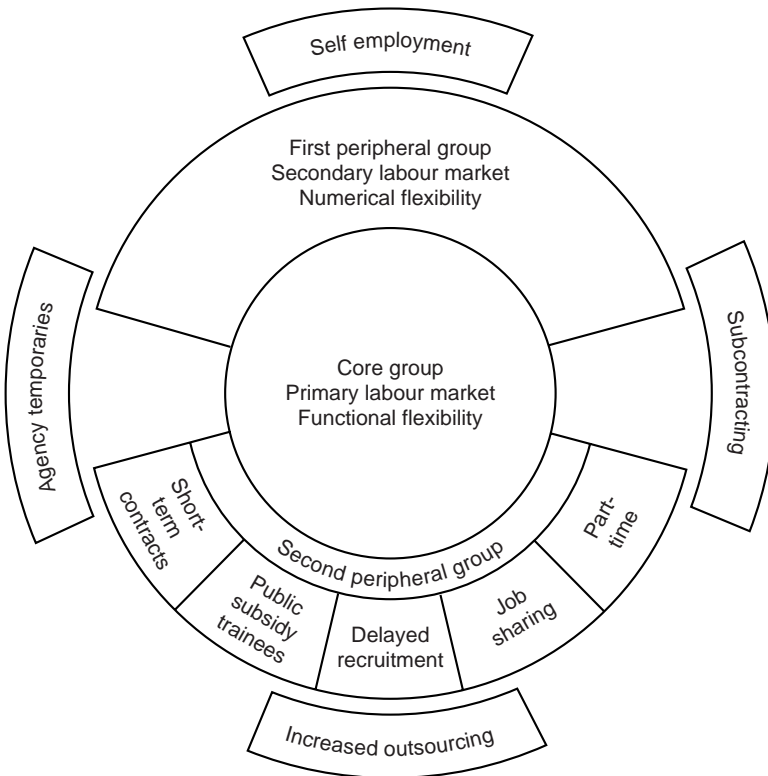 Self employment
First peripheral group
Secondary labour market
Numerical flexibility
Agency temporaries
Core group
Primary labour market
Functional flexibility
Subcontracting
Second peripheral group
Short-
term
contracts
Public
subsidy
trainees
Delayed
recruitment
Job
sharing
Part-
time
Increased outsourcing